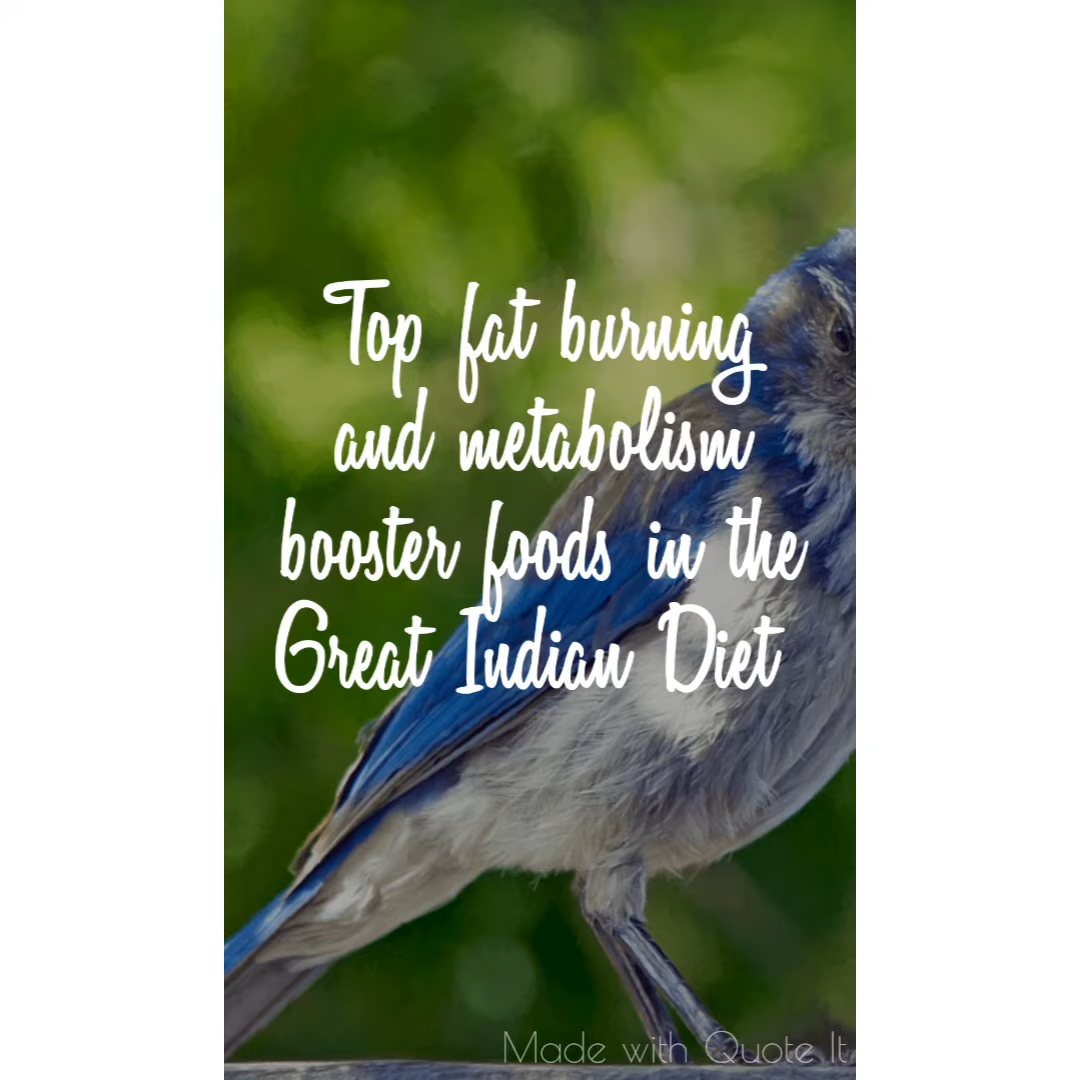 Top fat burning
and metabolism
booster foods in the
Great Indian Diet
Made with Quote It